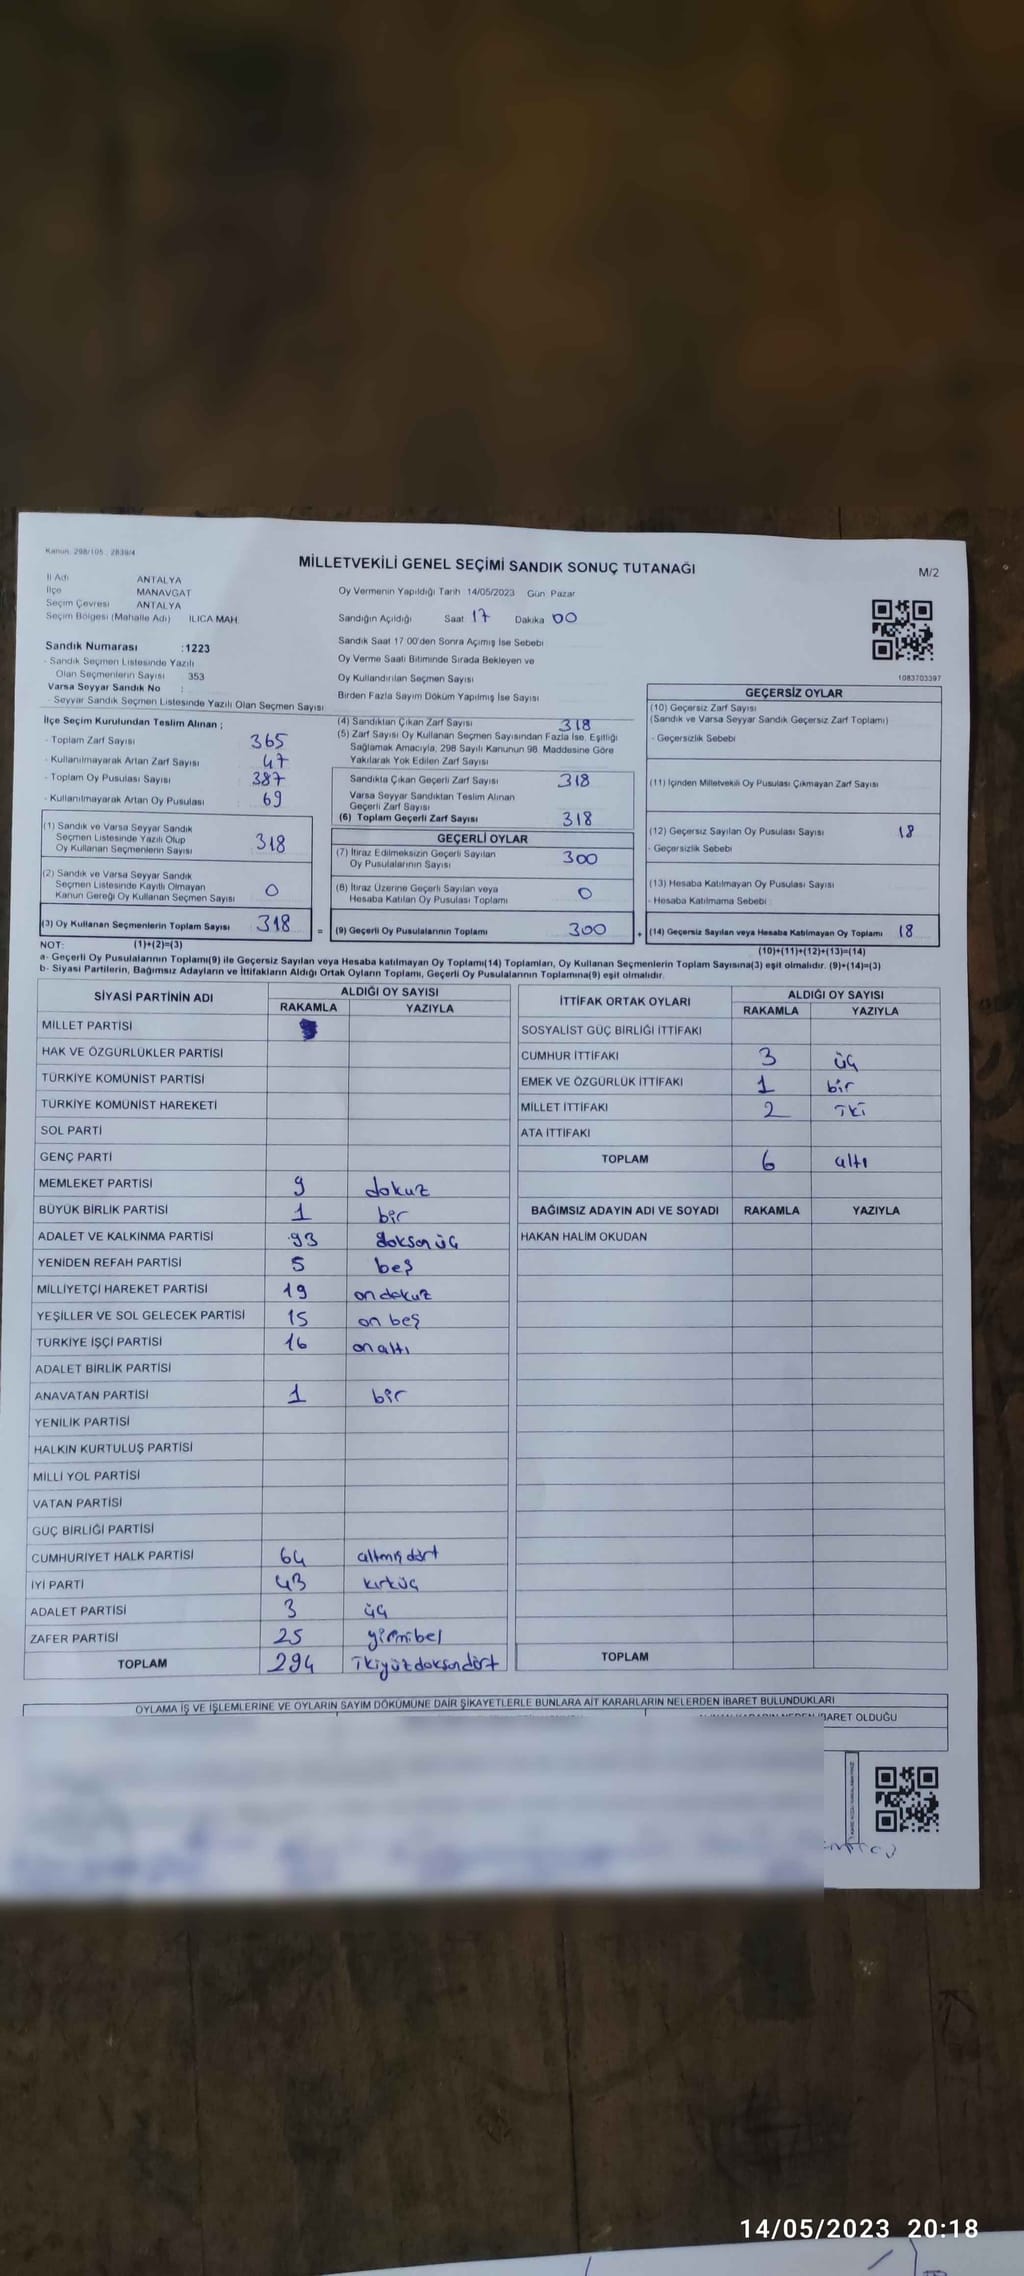 Kanun: 298/105, 2839/4
MİLLETVEKİLİ GENEL SEÇİMİ SANDIK SONUÇ TUTANAĞI
M/2
İl Adı ANTALYA
İlçe MANAVGAT
Seçim Çevresi ANTALYA
Seçim Bölgesi (Mahalle Adı) ILICA MAH.
Oy Vermenin Yapıldığı Tarih 14/05/2023 Gün Pazar
Sandığın Açıldığı Saat 17 Dakika 00
Sandık Saat 17:00'den Sonra Açımış İse Sebebi
Oy Verme Saati Bitiminde Sırada Bekleyen ve
Oy Kullandırılan Seçmen Sayısı
Birden Fazla Sayım Döküm Yapılmış İse Sayısı
1083703397
Sandık Numarası :1223
- Sandık Seçmen Listesinde Yazılı
Olan Seçmenlerin Sayısı 353
Varsa Seyyar Sandık No :
- Seyyar Sandık Seçmen Listesinde Yazılı Olan Seçmen Sayısı
İlçe Seçim Kurulundan Teslim Alınan ;
- Toplam Zarf Sayısı 365
- Kullanılmayarak Artan Zarf Sayısı 47
- Toplam Oy Pusulası Sayısı 387
- Kullanılmayarak Artan Oy Pusulası 69
(1) Sandık ve Varsa Seyyar Sandık
Seçmen Listesinde Yazılı Olup
Oy Kullanan Seçmenlerin Sayısı 318
(2) Sandık ve Varsa Seyyar Sandık
Seçmen Listesinde Kayıtlı Olmayan
Kanun Gereği Oy Kullanan Seçmen Sayısı 0
(3) Oy Kullanan Seçmenlerin Toplam Sayısı 318 =
(1)+(2)=(3)
(4) Sandıktan Çıkan Zarf Sayısı 318
(5) Zarf Sayısı Oy Kullanan Seçmen Sayısından Fazla İse, Eşitliği
Sağlamak Amacıyla, 298 Sayılı Kanunun 98. Maddesine Göre
Yakılarak Yok Edilen Zarf Sayısı
Sandıkta Çıkan Geçerli Zarf Sayısı 318
Varsa Seyyar Sandıktan Teslim Alınan
Geçerli Zarf Sayısı
(6) Toplam Geçerli Zarf Sayısı 318
GEÇERLİ OYLAR
(7) İtiraz Edilmeksizin Geçerli Sayılan
Oy Pusulalarının Sayısı 300
(8) İtiraz Üzerine Geçerli Sayılan veya
Hesaba Katılan Oy Pusulası Toplamı 0
(9) Geçerli Oy Pusulalarının Toplamı 300 +
GEÇERSİZ OYLAR
(10) Geçersiz Zarf Sayısı
(Sandık ve Varsa Seyyar Sandık Geçersiz Zarf Toplamı)
- Geçersizlik Sebebi
(11) İçinden Milletvekili Oy Pusulası Çıkmayan Zarf Sayısı
(12) Geçersiz Sayılan Oy Pusulası Sayısı 18
- Geçersizlik Sebebi
(13) Hesaba Katılmayan Oy Pusulası Sayısı
- Hesaba Katılmama Sebebi
(14) Geçersiz Sayılan veya Hesaba Katılmayan Oy Toplamı 18
(10)+(11)+(12)+(13)=(14)
NOT:
a- Geçerli Oy Pusulalarının Toplamı(9) ile Geçersiz Sayılan veya Hesaba katılmayan Oy Toplamı(14) Toplamları, Oy Kullanan Seçmenlerin Toplam Sayısına(3) eşit olmalıdır. (9)+(14)=(3)
b- Siyasi Partilerin, Bağımsız Adayların ve İttifakların Aldığı Ortak Oyların Toplamı, Geçerli Oy Pusulalarının Toplamına(9) eşit olmalıdır.
SİYASİ PARTİNİN ADI ALDIĞI OY SAYISI
RAKAMLA YAZIYLA
MİLLET PARTİSİ
HAK VE ÖZGÜRLÜKLER PARTİSİ
TÜRKİYE KOMÜNİST PARTİSİ
TÜRKİYE KOMÜNİST HAREKETİ
SOL PARTİ
GENÇ PARTİ
MEMLEKET PARTİSİ 9 dokuz
BÜYÜK BİRLİK PARTİSİ 1 bir
ADALET VE KALKINMA PARTİSİ 93 doksan üç
YENİDEN REFAH PARTİSİ 5 beş
MİLLİYETÇİ HAREKET PARTİSİ 19 on dokuz
YEŞİLLER VE SOL GELECEK PARTİSİ 15 on beş
TÜRKİYE İŞÇİ PARTİSİ 16 on altı
ADALET BİRLİK PARTİSİ
ANAVATAN PARTİSİ 1 bir
YENİLİK PARTİSİ
HALKIN KURTULUŞ PARTİSİ
MİLLİ YOL PARTİSİ
VATAN PARTİSİ
GÜÇ BİRLİĞİ PARTİSİ
CUMHURİYET HALK PARTİSİ 64 altmış dört
İYİ PARTİ 43 kırküç
ADALET PARTİSİ 3 üç
ZAFER PARTİSİ 25 yirmibeş
TOPLAM 294 ikiyüzdoksandört
İTTİFAK ORTAK OYLARI ALDIĞI OY SAYISI
RAKAMLA YAZIYLA
SOSYALİST GÜÇ BİRLİĞİ İTTİFAKI
CUMHUR İTTİFAKI 3 üç
EMEK VE ÖZGÜRLÜK İTTİFAKI 1 bir
MİLLET İTTİFAKI 2 iki
ATA İTTİFAKI
TOPLAM 6 altı
BAĞIMSIZ ADAYIN ADI VE SOYADI RAKAMLA YAZIYLA
HAKAN HALİM OKUDAN
TOPLAM
OYLAMA İŞ VE İŞLEMLERİNE VE OYLARIN SAYIM DÖKÜMÜNE DAİR ŞİKAYETLERLE BUNLARA AİT KARARLARIN NELERDEN İBARET BULUNDUKLARI
İBARET OLDUĞU
14/05/2023 20:18